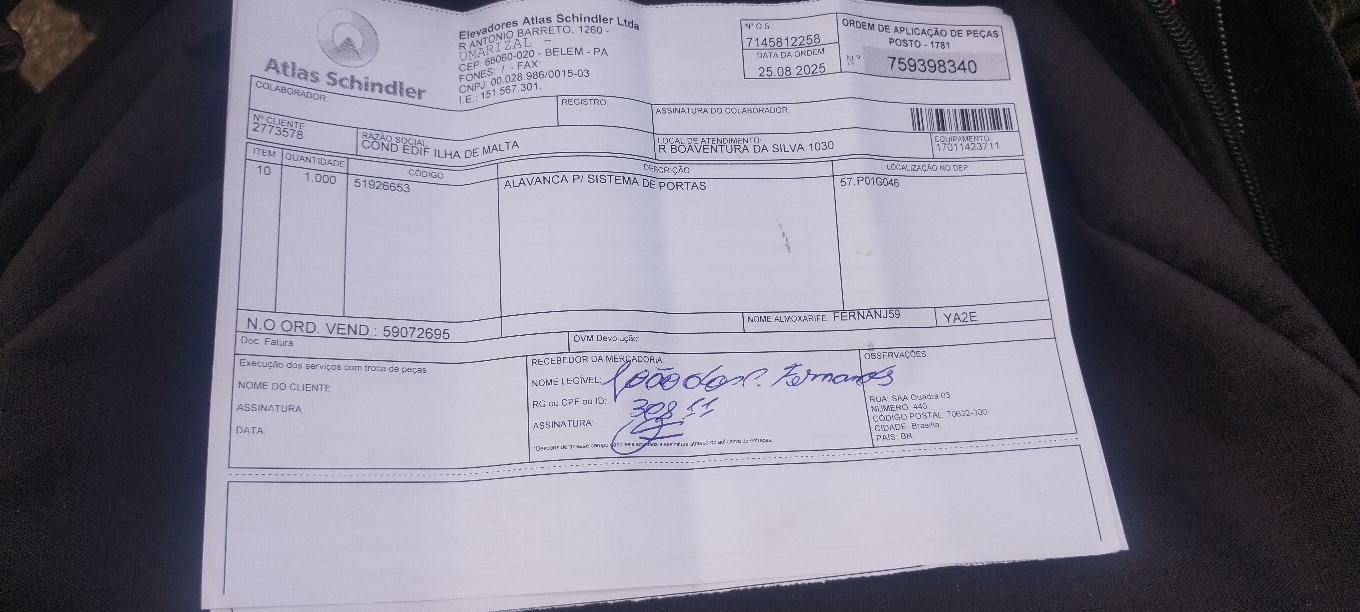 Atlas Schindler
Elevadores Atlas Schindler Ltda
R ANTONIO BARRETO, 1260 -
UMARIZAL -
CEP: 66060-020 - BELEM - PA
FONES: / - FAX:
CNPJ: 00.028.986/0015-03
I.E.: 151.567.301.
Nº O.S.:
7145812258
DATA DA ORDEM
25.08.2025
ORDEM DE APLICAÇÃO DE PEÇAS
POSTO - 1781
Nº 759398340
COLABORADOR:
REGISTRO:
ASSINATURA DO COLABORADOR:
Nº CLIENTE
2773578
RAZÃO SOCIAL
COND EDIF ILHA DE MALTA
LOCAL DE ATENDIMENTO:
R BOAVENTURA DA SILVA 1030
EQUIPAMENTO:
17011423711
ITEM QUANTIDADE CÓDIGO DESCRIÇÃO LOCALIZAÇÃO NO DEP
10 1,000 51926653 ALAVANCA P/ SISTEMA DE PORTAS 57.P01G046
N.O ORD. VEND.: 59072695
NOME ALMOXARIFE: FERNANJ59 YA2E
Doc. Fatura:
OVM Devolução:
Execução dos serviços com troca de peças
NOME DO CLIENTE:
ASSINATURA:
DATA:
RECEBEDOR DA MERCADORIA:
NOME LEGÍVEL: João Fernandes
RG ou CPF ou ID: 308
ASSINATURA:
OBSERVAÇÕES:
RUA: SAA Quadra 03
NÚMERO: 440
CÓDIGO POSTAL: 70632-300
CIDADE: Brasília
PAÍS: BR